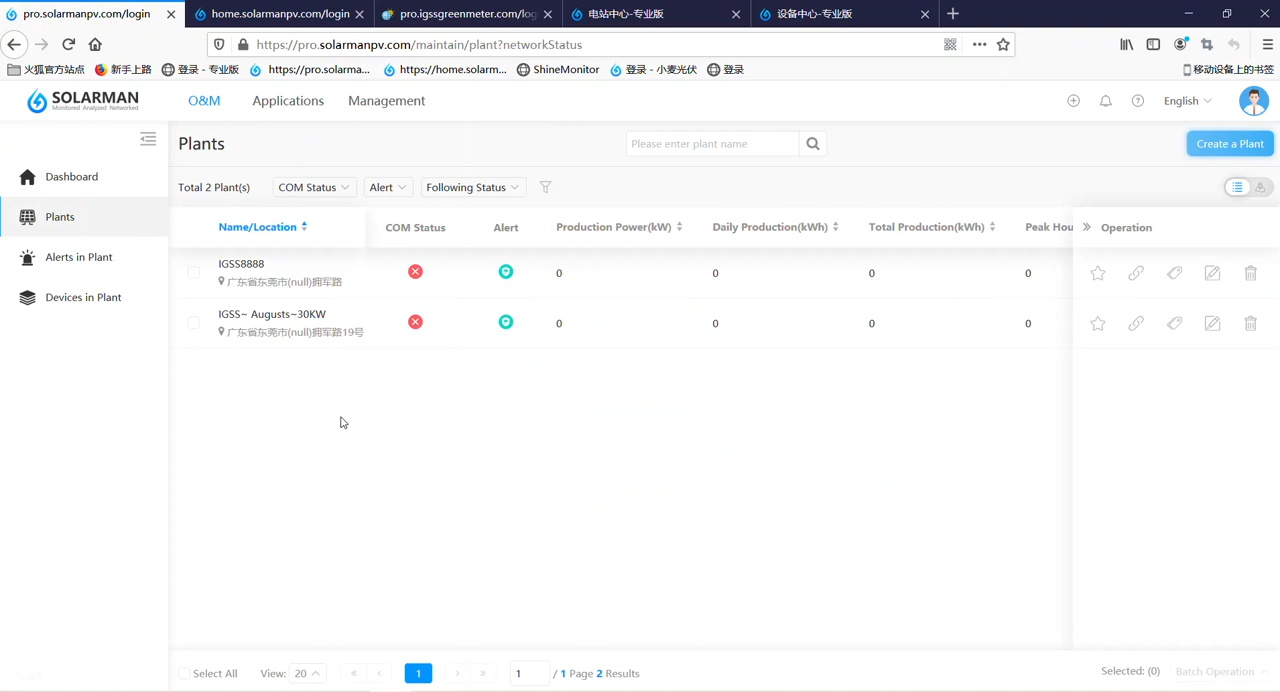 pro.solarmanpv.com/login
home.solarmanpv.com/login
pro.igssgreenmeter.com/log
电站中心-专业版
设备中心-专业版
https://pro.solarmanpv.com/maintain/plant?networkStatus
火狐官方站点
新手上路
登录 - 专业版
https://pro.solarma...
https://home.solarm...
ShineMonitor
登录 - 小麦光伏
登录
移动设备上的书签
SOLARMAN
Monitored Analyzed Networked
O&M
Applications
Management
English
Plants
Please enter plant name
Create a Plant
Dashboard
Plants
Alerts in Plant
Devices in Plant
Total 2 Plant(s)
COM Status
Alert
Following Status
Name/Location
COM Status
Alert
Production Power(kW)
Daily Production(kWh)
Total Production(kWh)
Peak Hou
Operation
IGSS8888
广东省东莞市(null)拥军路
0
0
0
0
IGSS~ Augusts~30KW
广东省东莞市(null)拥军路19号
0
0
0
0
Select All
View: 20
1
1
/ 1 Page 2 Results
Selected: (0)
Batch Operation